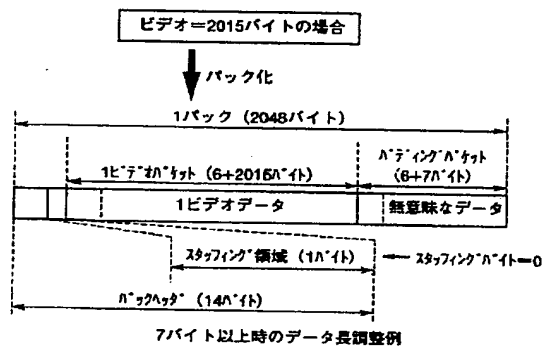 ビデオ=2015バイトの場合
パック化
1パック (2048バイト)
1ビデオパケット (6+2015バイト)
パディングパケット
(6+7バイト)
1ビデオデータ
無意味なデータ
スタッフィング領域 (1バイト)
スタッフィングバイト=0
パックヘッダ (14バイト)
7バイト以上時のデータ長調整例